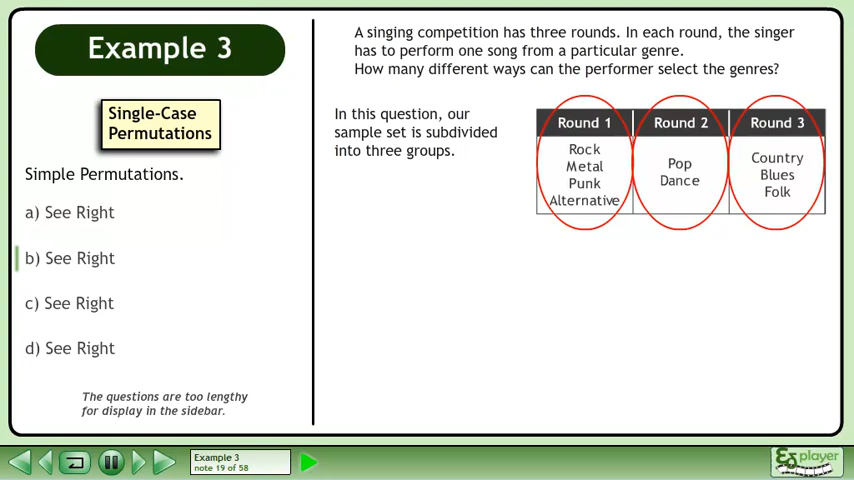 Example 3
Single-Case
Permutations
Simple Permutations.
a) See Right
b) See Right
c) See Right
d) See Right
The questions are too lengthy
for display in the sidebar.
A singing competition has three rounds. In each round, the singer
has to perform one song from a particular genre.
How many different ways can the performer select the genres?
In this question, our
sample set is subdivided
into three groups.
Round 1 Round 2 Round 3
Rock
Metal
Punk
Alternative
Pop
Dance
Country
Blues
Folk
Example 3
note 19 of 58
player